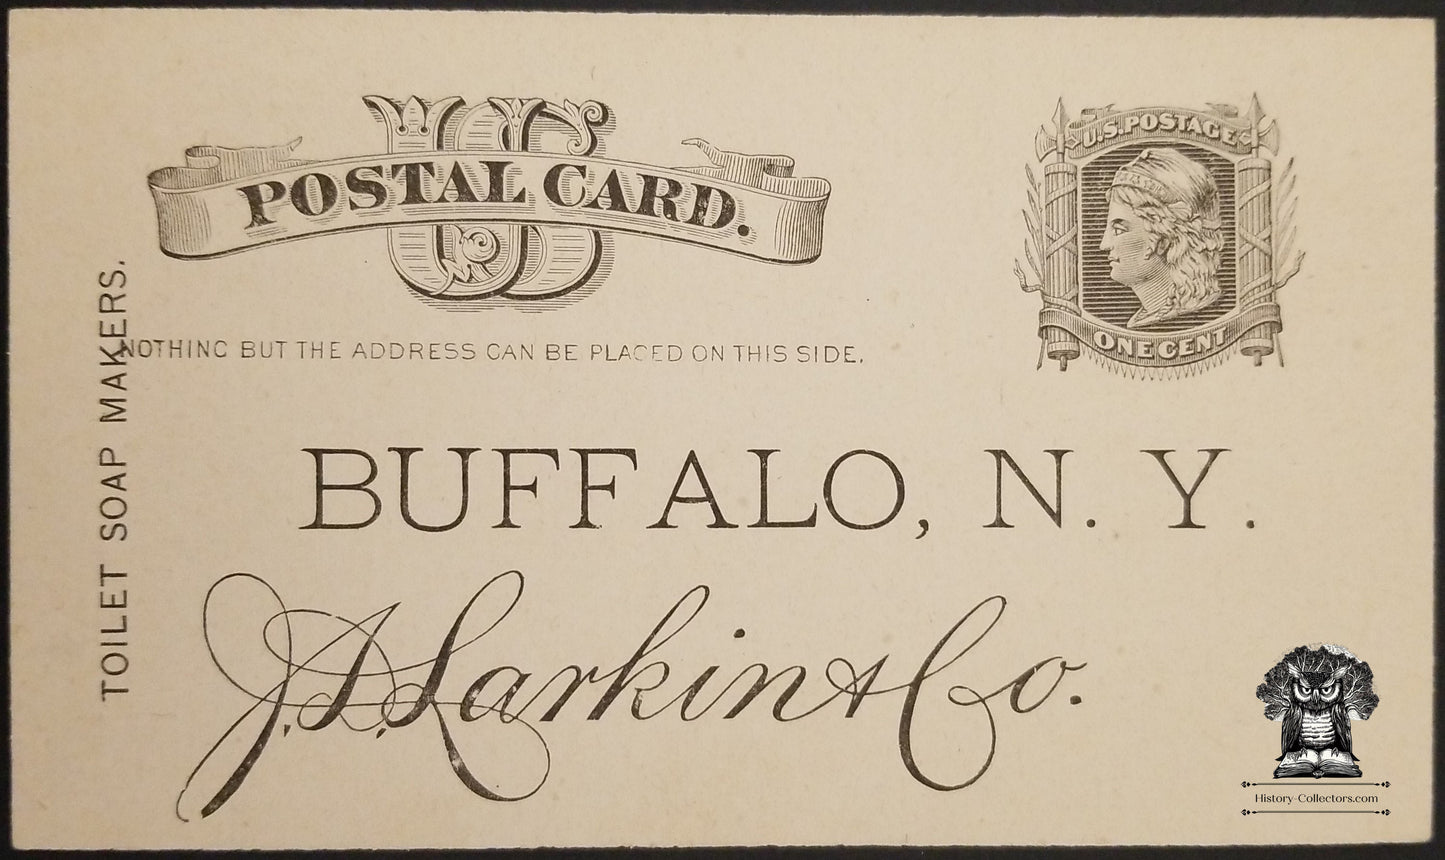 US
POSTAL CARD.
U.S. POSTAGE
ONE CENT
NOTHING BUT THE ADDRESS CAN BE PLACED ON THIS SIDE.
TOILET SOAP MAKERS.
BUFFALO, N. Y.
J. D. Larkin & Co.
History-Collectors.com